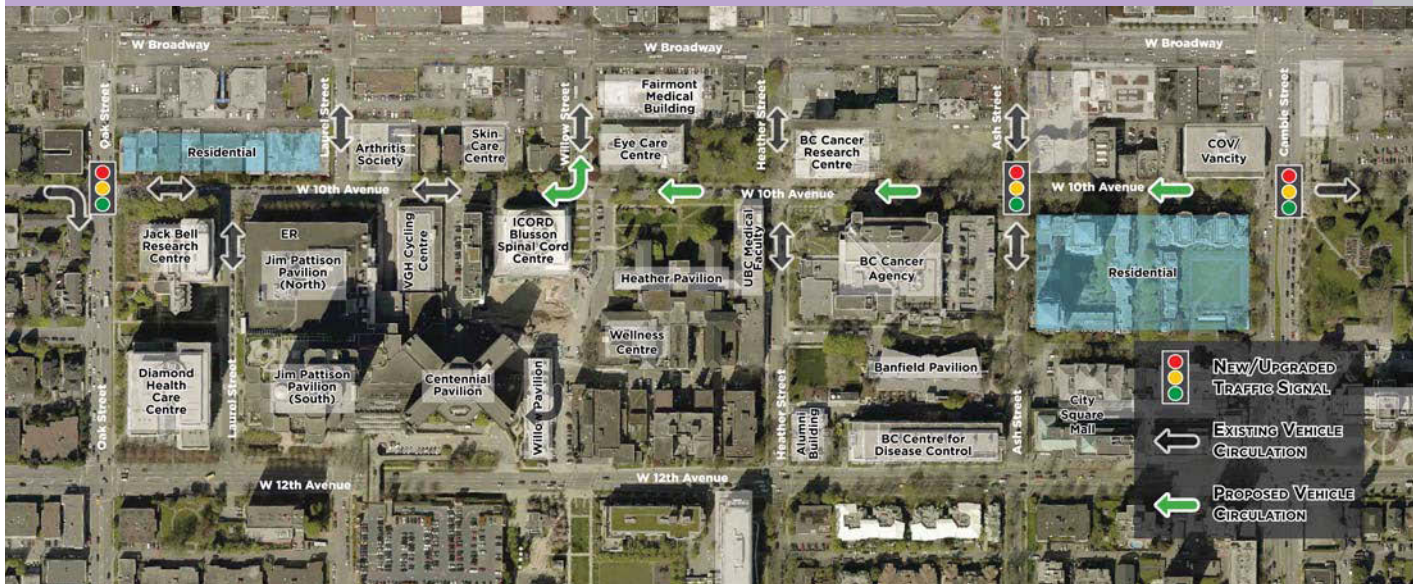 W Broadway
W Broadway
Oak Street
Laurel Street
Willow Street
Fairmont
Medical
Building
Heather Street
Ash Street
Cambie Street
Residential
Arthritis
Society
Skin
Care
Centre
Eye Care
Centre
BC Cancer
Research
Centre
COV/
Vancity
W 10th Avenue
W 10th Avenue
W 10th Avenue
Jack Bell
Research
Centre
ER
Jim Pattison
Pavilion
(North)
VGH Cycling
Centre
ICORD
Blusson
Spinal Cord
Centre
Heather Pavilion
UBC Medical
Faculty
BC Cancer
Agency
Residential
Wellness
Centre
Diamond
Health Care
Centre
Oak Street
Laurel Street
Jim Pattison
Pavilion
(South)
Centennial
Pavilion
Willow Pavilion
Heather Street
Alumni
Building
Banfield Pavilion
BC Centre for
Disease Control
Ash Street
City
Square
Mall
W 12th Avenue
W 12th Avenue
New/Upgraded
Traffic Signal
Existing Vehicle
Circulation
Proposed Vehicle
Circulation